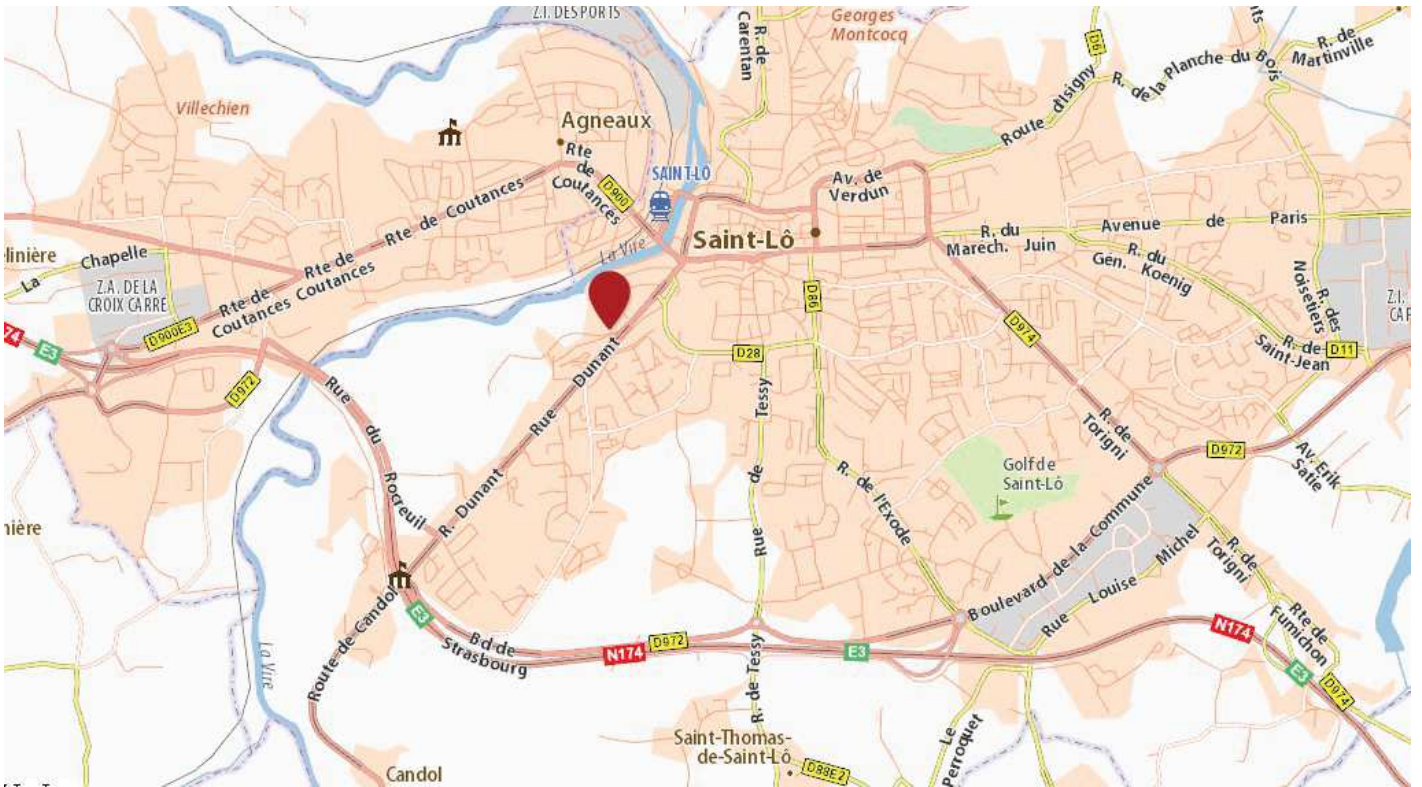 Z.I. DES PORTS
R. de
Carentan
Georges
Montcocq
D6
R. de la Planche du Bois
R. de
Martinville
Villechien
Agneaux
Route d'Isigny
Rte
de
Coutances
D900
SAINT-LÔ
Av. de
Verdun
Rte de Coutances
Rte de Coutances
La Vire
Saint-Lô
R. du
Marech. Juin
Avenue de Paris
R. du
Gén. Koenig
La Chapelle
Z.A. DE LA
CROIX CARRE
Rte de
Coutances
Coutances
D900E3
E3
D86
Z.I.
R. des
Noisetiers
D974
R. de
Saint-Jean
D11
D28
D972
Rue du Rocreuil
Rue Dunant
Rue de Tessy
R. de
Torigni
D972
Av. Erik
Satie
Golf de
Saint-Lô
R. de l'Exode
R. Dunant
Boulevard de la Commune
Rue Louise Michel
R. de
Torigni
Route de Candol
E3
Bd de
Strasbourg
N174
D972
E3
N174
Rte de
Fumichon
E3
D974
La Vire
R. de Tessy
Le
Perroquet
Saint-Thomas-
de-Saint-Lô
D88E2
Candol